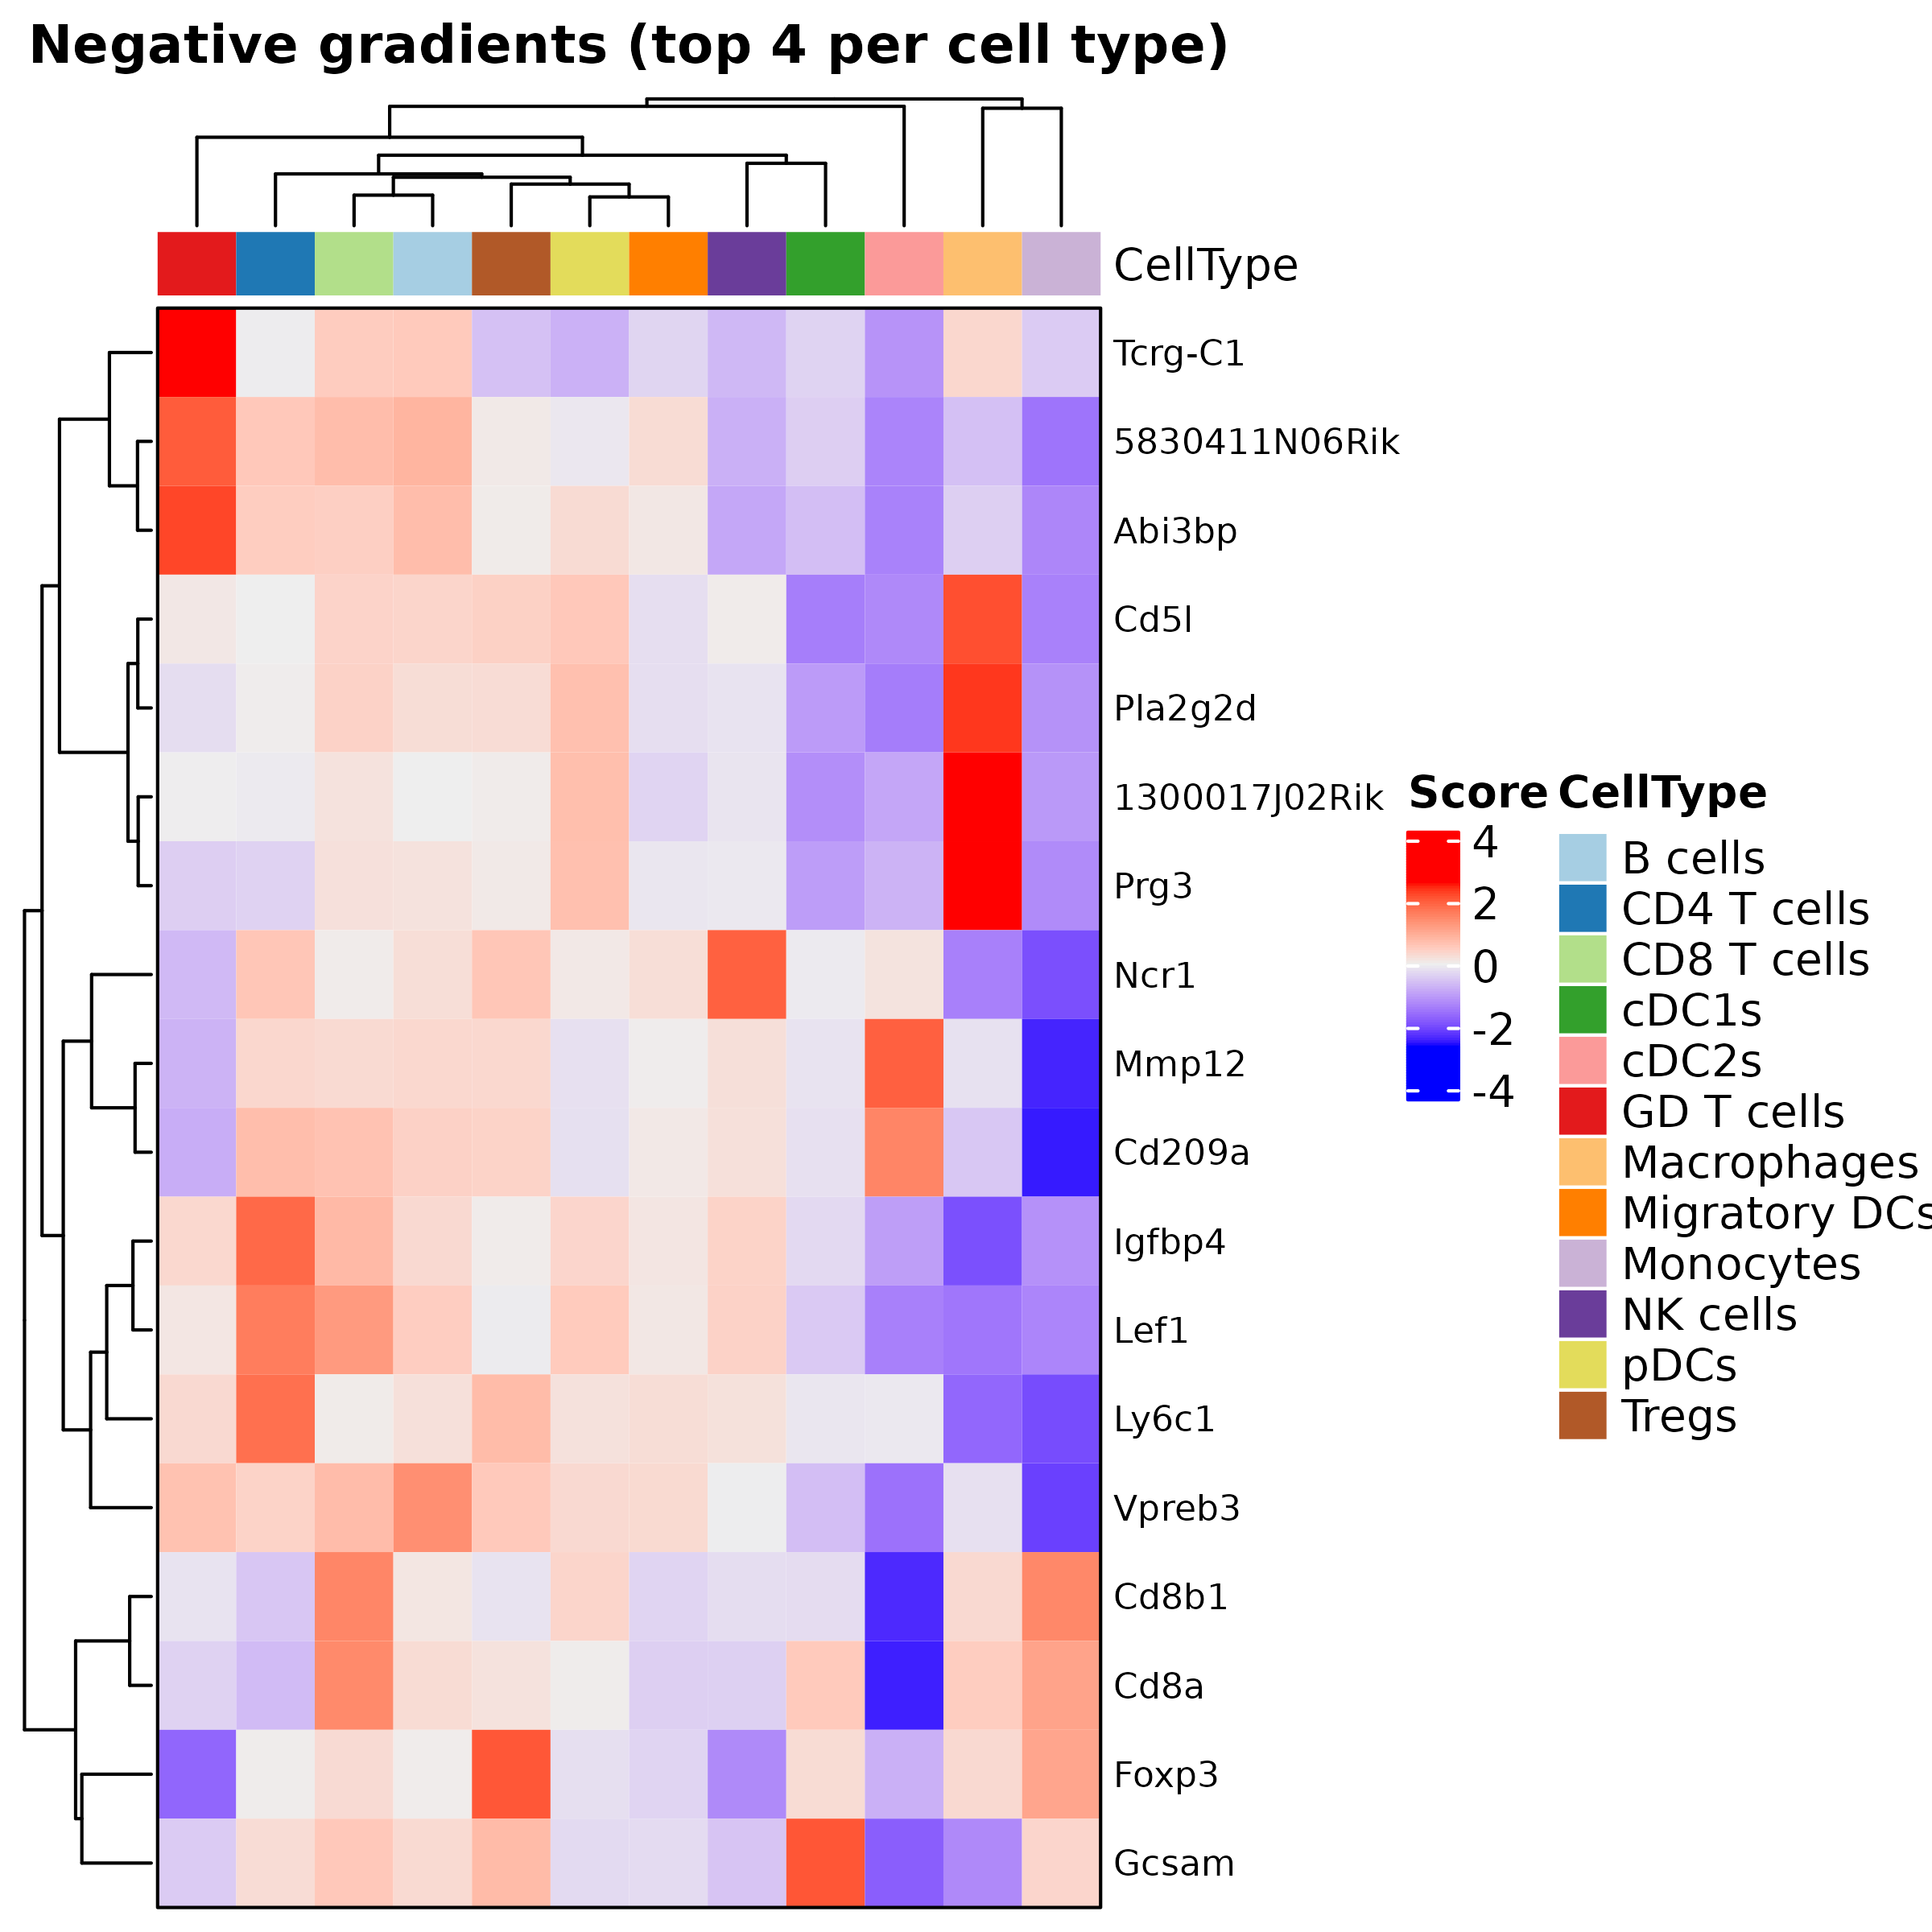 Negative gradients (top 4 per cell type)
CellType
Tcrg-C1
5830411N06Rik
Abi3bp
Cd5l
Pla2g2d
1300017J02Rik
Prg3
Ncr1
Mmp12
Cd209a
Igfbp4
Lef1
Ly6c1
Vpreb3
Cd8b1
Cd8a
Foxp3
Gcsam
Score
4
2
0
-2
-4
CellType
B cells
CD4 T cells
CD8 T cells
cDC1s
cDC2s
GD T cells
Macrophages
Migratory DCs
Monocytes
NK cells
pDCs
Tregs